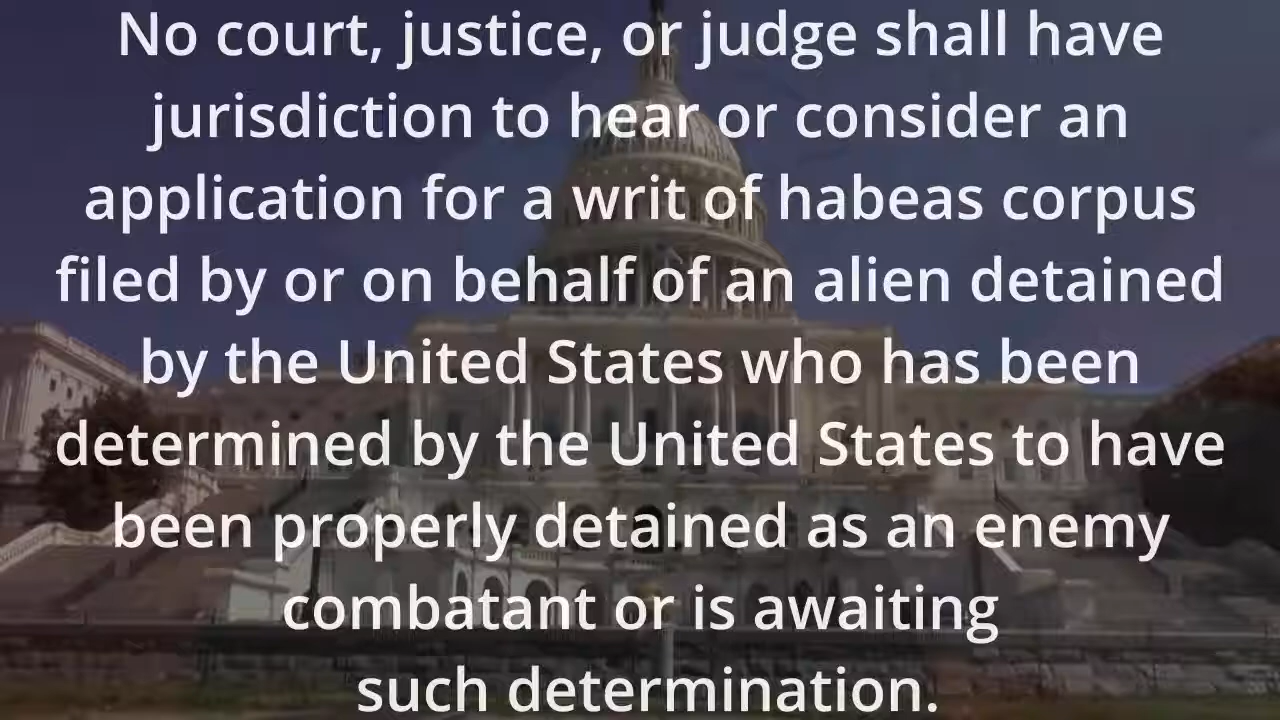 No court, justice, or judge shall have
jurisdiction to hear or consider an
application for a writ of habeas corpus
filed by or on behalf of an alien detained
by the United States who has been
determined by the United States to have
been properly detained as an enemy
combatant or is awaiting
such determination.